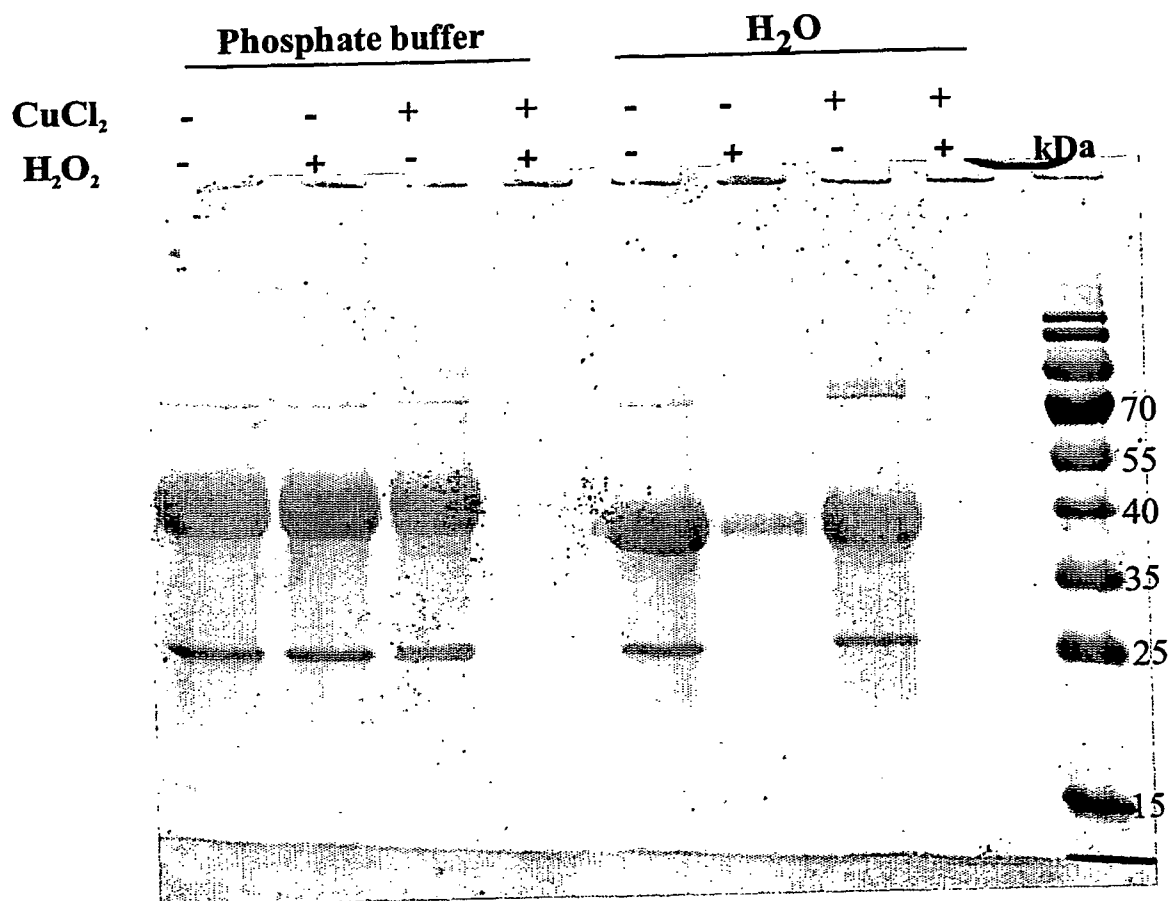 Phosphate buffer H₂O
CuCl₂ - - + + - - + +
H₂O₂ - + - + - + - + kDa
70
55
40
35
25
15